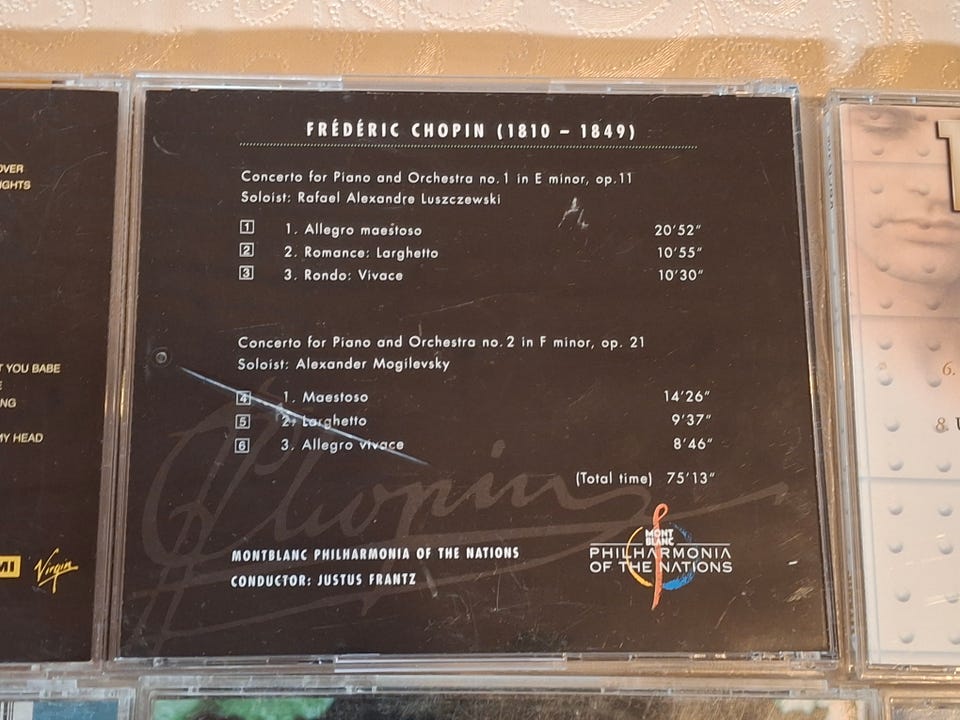 OVER
IGHTS
T YOU BABE
E
NG
MY HEAD
EMI
Virgin
FRÉDÉRIC CHOPIN (1810 – 1849)
Concerto for Piano and Orchestra no.1 in E minor, op.11
Soloist: Rafael Alexandre Luszczewski
1 1. Allegro maestoso 20'52"
2 2. Romance: Larghetto 10'55"
3 3. Rondo: Vivace 10'30"
Concerto for Piano and Orchestra no.2 in F minor, op. 21
Soloist: Alexander Mogilevsky
4 1. Maestoso 14'26"
5 2. Larghetto 9'37"
6 3. Allegro vivace 8'46"
(Total time) 75'13"
Chopin
MONTBLANC PHILHARMONIA OF THE NATIONS
CONDUCTOR: JUSTUS FRANTZ
MONT
BLANC
PHILHARMONIA
OF THE NATIONS
6.
8. U